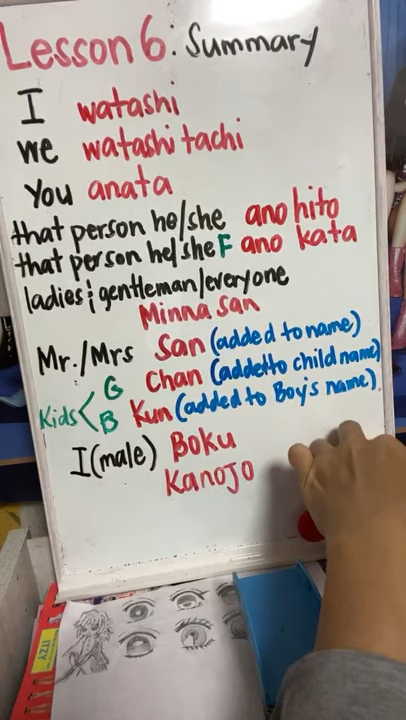 Lesson 6. Summary
I watashi
we watashi tachi
You anata
that person he/she ano hito
that person he/she F ano kata
ladies & gentleman/everyone
Minna san
Mr./Mrs San (added to name)
Kids < G Chan (addetto child name)
B Kun (added to Boy's name).
I (male) Boku
Kanojo
ITZY